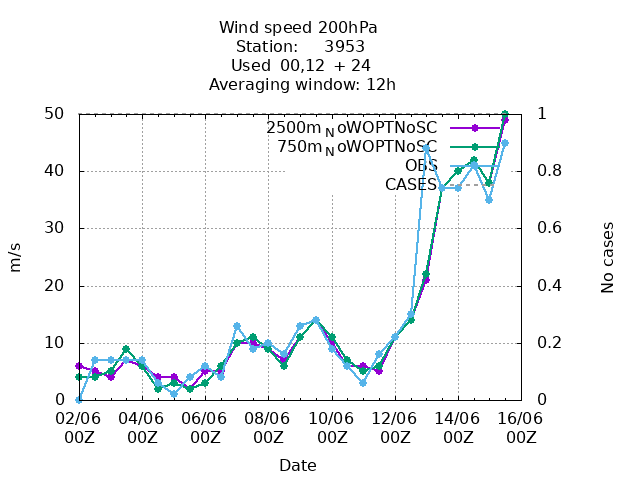 Wind speed 200hPa
Station: 3953
Used 00,12 + 24
Averaging window: 12h
50 1
2500mNoWOPTNoSC
750mNoWOPTNoSC
OBS
40 0.8
CASES
30 0.6
m/s No cases
20 0.4
10 0.2
0 0
02/06 04/06 06/06 08/06 10/06 12/06 14/06 16/06
00Z 00Z 00Z 00Z 00Z 00Z 00Z 00Z
Date